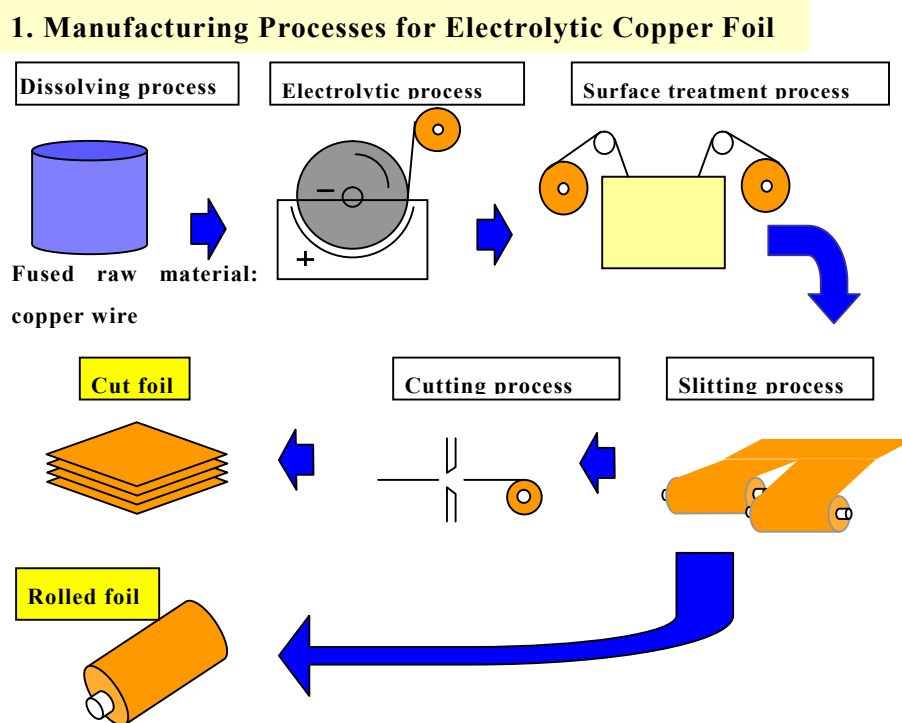 1. Manufacturing Processes for Electrolytic Copper Foil
Dissolving process
Electrolytic process
Surface treatment process
−
+
Fused raw material:
copper wire
Cut foil
Cutting process
Slitting process
Rolled foil